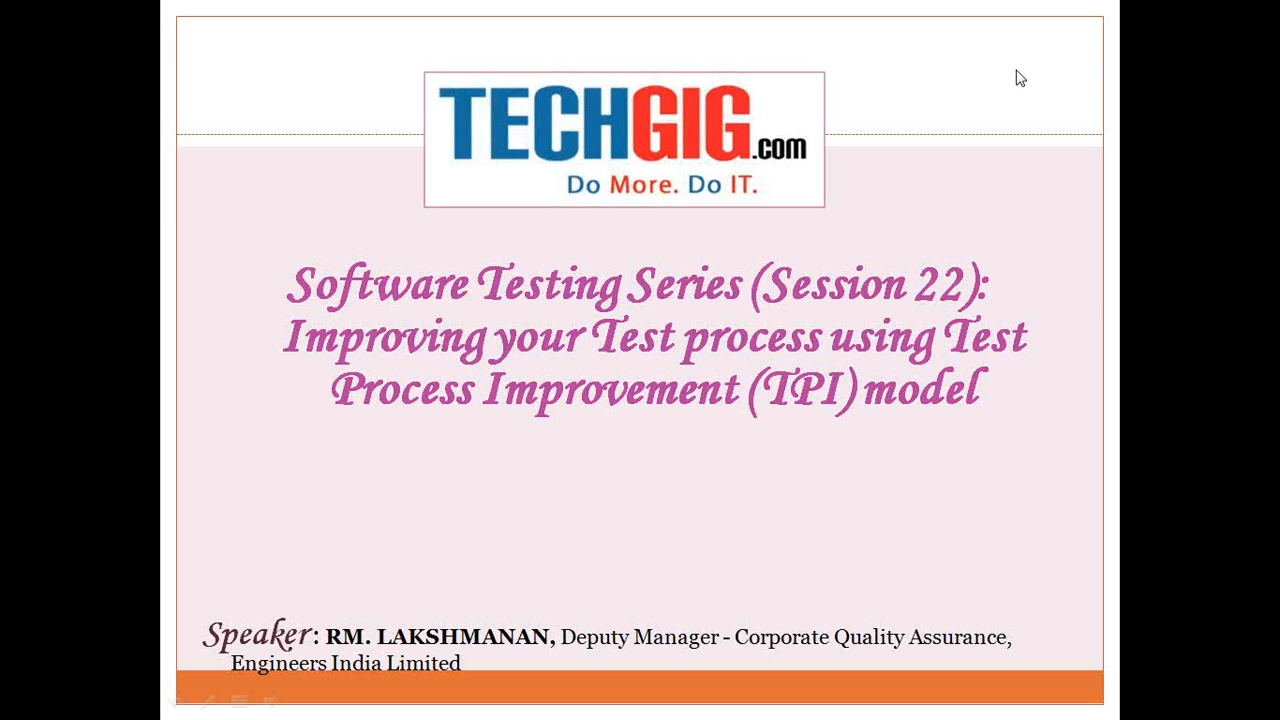 TECHGIG.com
Do More. Do IT.
Software Testing Series (Session 22):
Improving your Test process using Test
Process Improvement (TPI) model
Speaker: RM. LAKSHMANAN, Deputy Manager - Corporate Quality Assurance,
Engineers India Limited